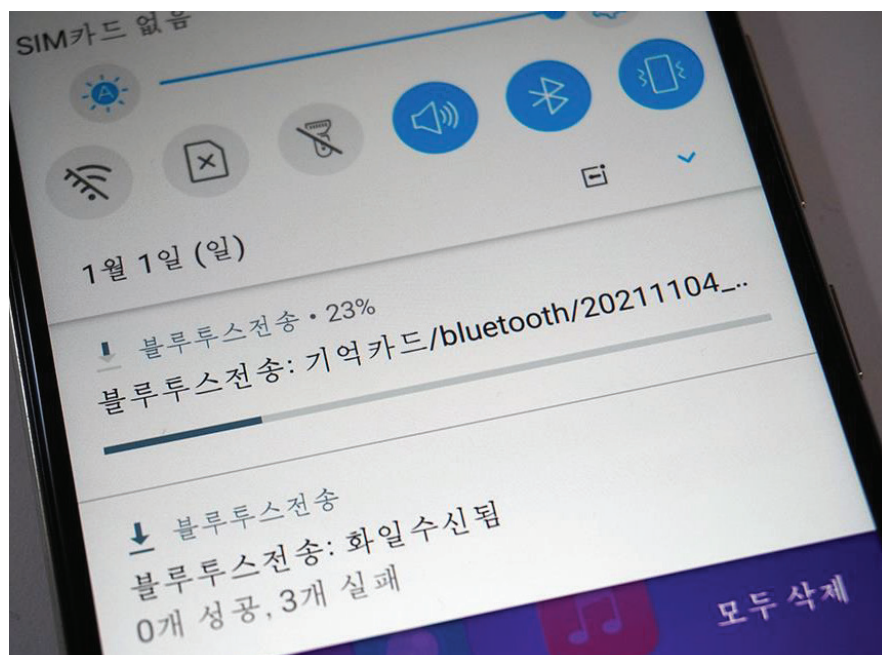 SIM카드 없음
A
1월 1일 (일)
블루투스전송 • 23%
블루투스전송: 기억카드/bluetooth/20211104_..
블루투스전송
블루투스전송: 화일수신됨
0개 성공, 3개 실패
모두 삭제